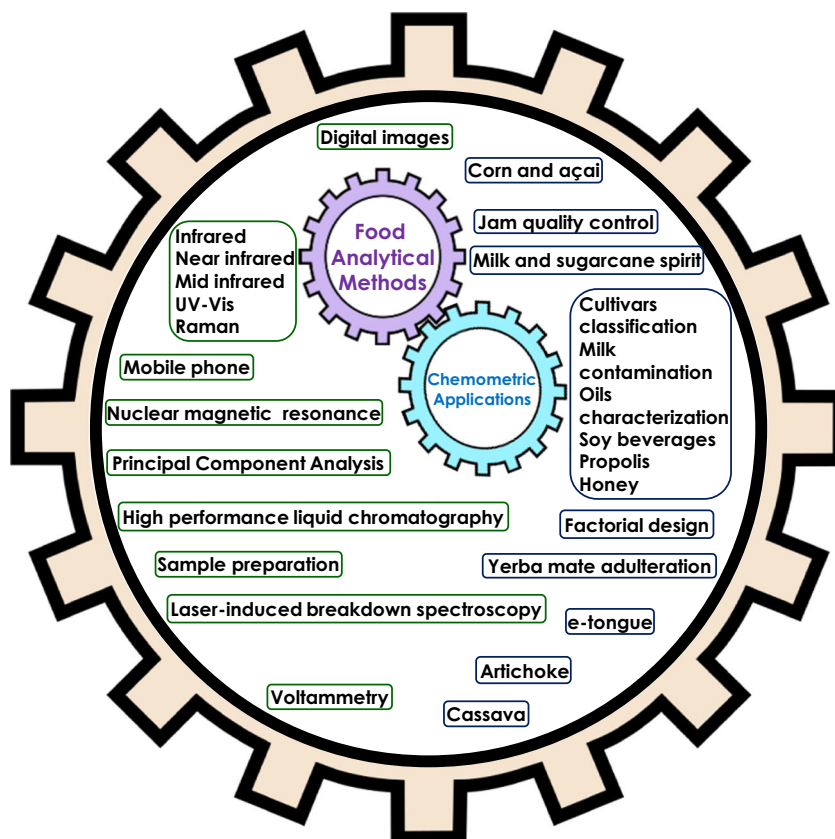 Digital images
Corn and açai
Food
Analytical
Methods
Jam quality control
Milk and sugarcane spirit
Infrared
Near infrared
Mid infrared
UV-Vis
Raman
Chemometric
Applications
Cultivars
classification
Milk
contamination
Oils
characterization
Soy beverages
Propolis
Honey
Mobile phone
Nuclear magnetic resonance
Principal Component Analysis
High performance liquid chromatography
Factorial design
Sample preparation
Yerba mate adulteration
Laser-induced breakdown spectroscopy
e-tongue
Artichoke
Voltammetry
Cassava